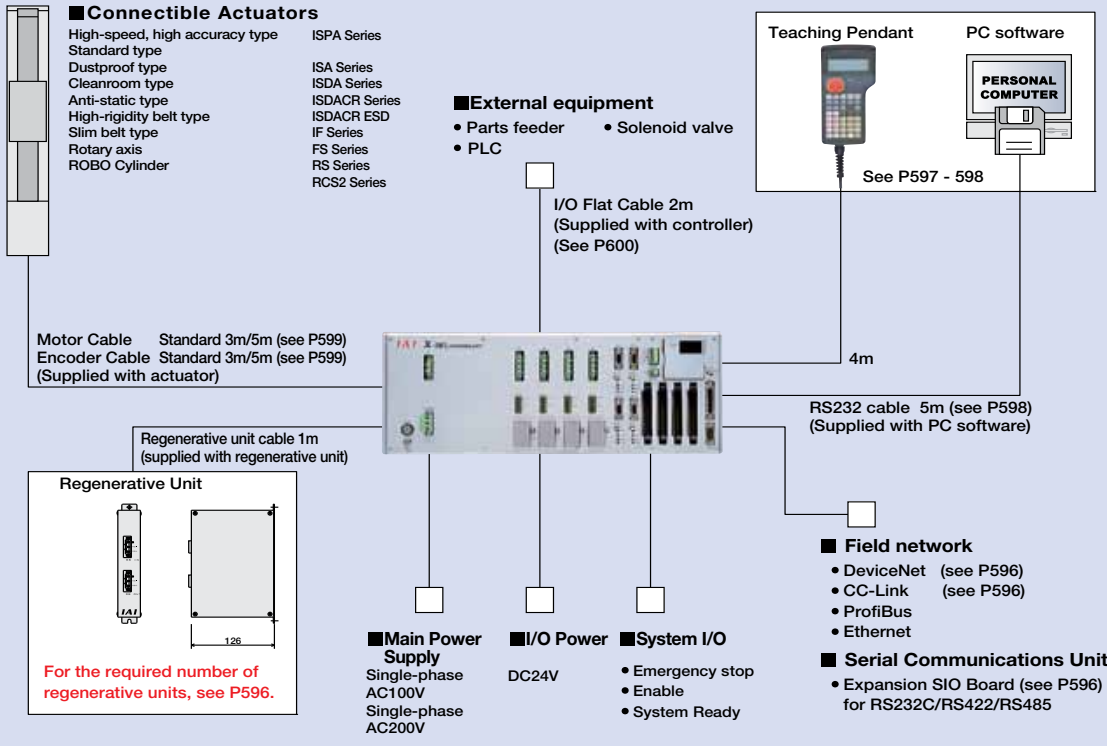 ■Connectible Actuators
High-speed, high accuracy type ISPA Series
Standard type
Dustproof type ISA Series
Cleanroom type ISDA Series
Anti-static type ISDACR Series
High-rigidity belt type ISDACR ESD
Slim belt type IF Series
Rotary axis FS Series
ROBO Cylinder RS Series
RCS2 Series
■External equipment
• Parts feeder • Solenoid valve
• PLC
I/O Flat Cable 2m
(Supplied with controller)
(See P600)
Teaching Pendant PC software
PERSONAL
COMPUTER
See P597 - 598
Motor Cable Standard 3m/5m (see P599)
Encoder Cable Standard 3m/5m (see P599)
(Supplied with actuator)
IAI X-SEL
4m
RS232 cable 5m (see P598)
(Supplied with PC software)
Regenerative unit cable 1m
(supplied with regenerative unit)
Regenerative Unit
IAI
126
For the required number of
regenerative units, see P596.
■Main Power
Supply
Single-phase
AC100V
Single-phase
AC200V
■I/O Power
DC24V
■System I/O
• Emergency stop
• Enable
• System Ready
■ Field network
• DeviceNet (see P596)
• CC-Link (see P596)
• ProfiBus
• Ethernet
■ Serial Communications Unit
• Expansion SIO Board (see P596)
for RS232C/RS422/RS485